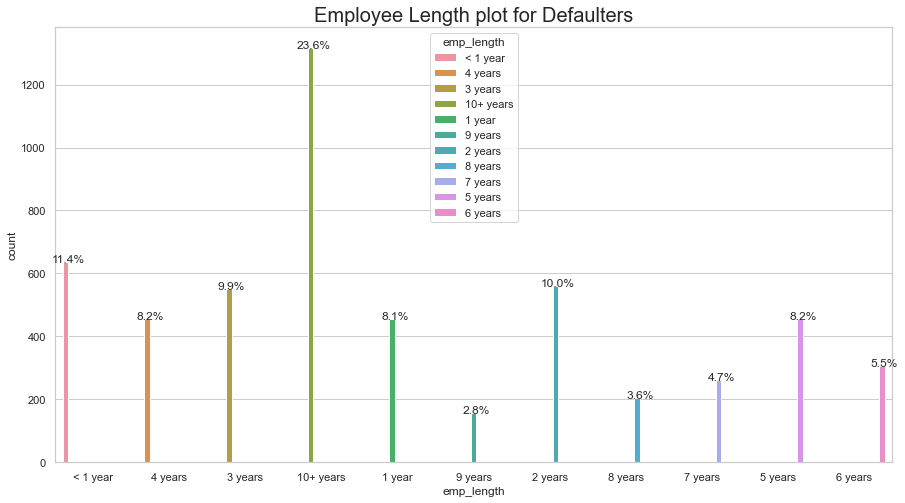 Employee Length plot for Defaulters
emp_length
< 1 year
4 years
3 years
10+ years
1 year
9 years
2 years
8 years
7 years
5 years
6 years
count
1200
1000
800
600
400
200
0
11.4%
8.2%
9.9%
23.6%
8.1%
2.8%
10.0%
3.6%
4.7%
8.2%
5.5%
< 1 year 4 years 3 years 10+ years 1 year 9 years 2 years 8 years 7 years 5 years 6 years
emp_length